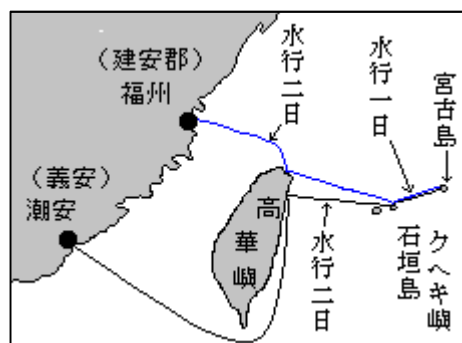 （建安郡）
福州
（義安）
潮安
水行二日
水行一日
宮古島
高華嶼
水行二日
石垣島
クヘキ嶼